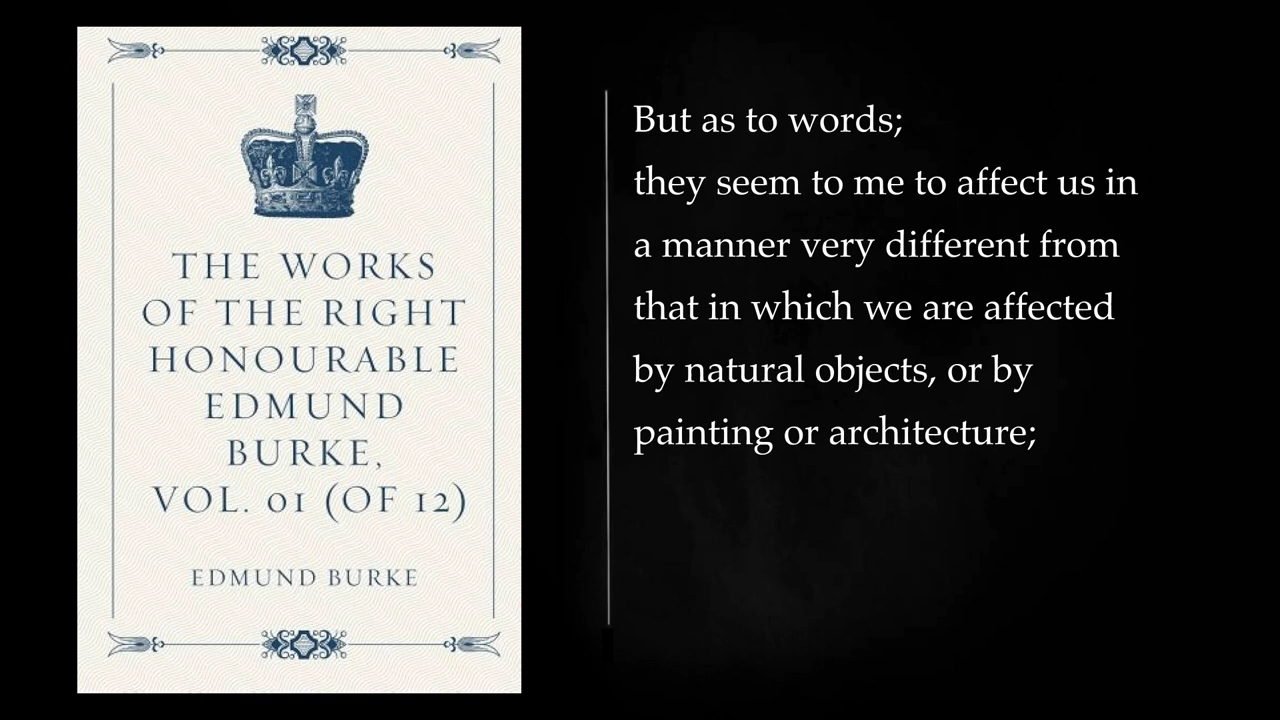 THE WORKS
OF THE RIGHT
HONOURABLE
EDMUND
BURKE,
VOL. 01 (OF 12)
EDMUND BURKE
But as to words;
they seem to me to affect us in
a manner very different from
that in which we are affected
by natural objects, or by
painting or architecture;